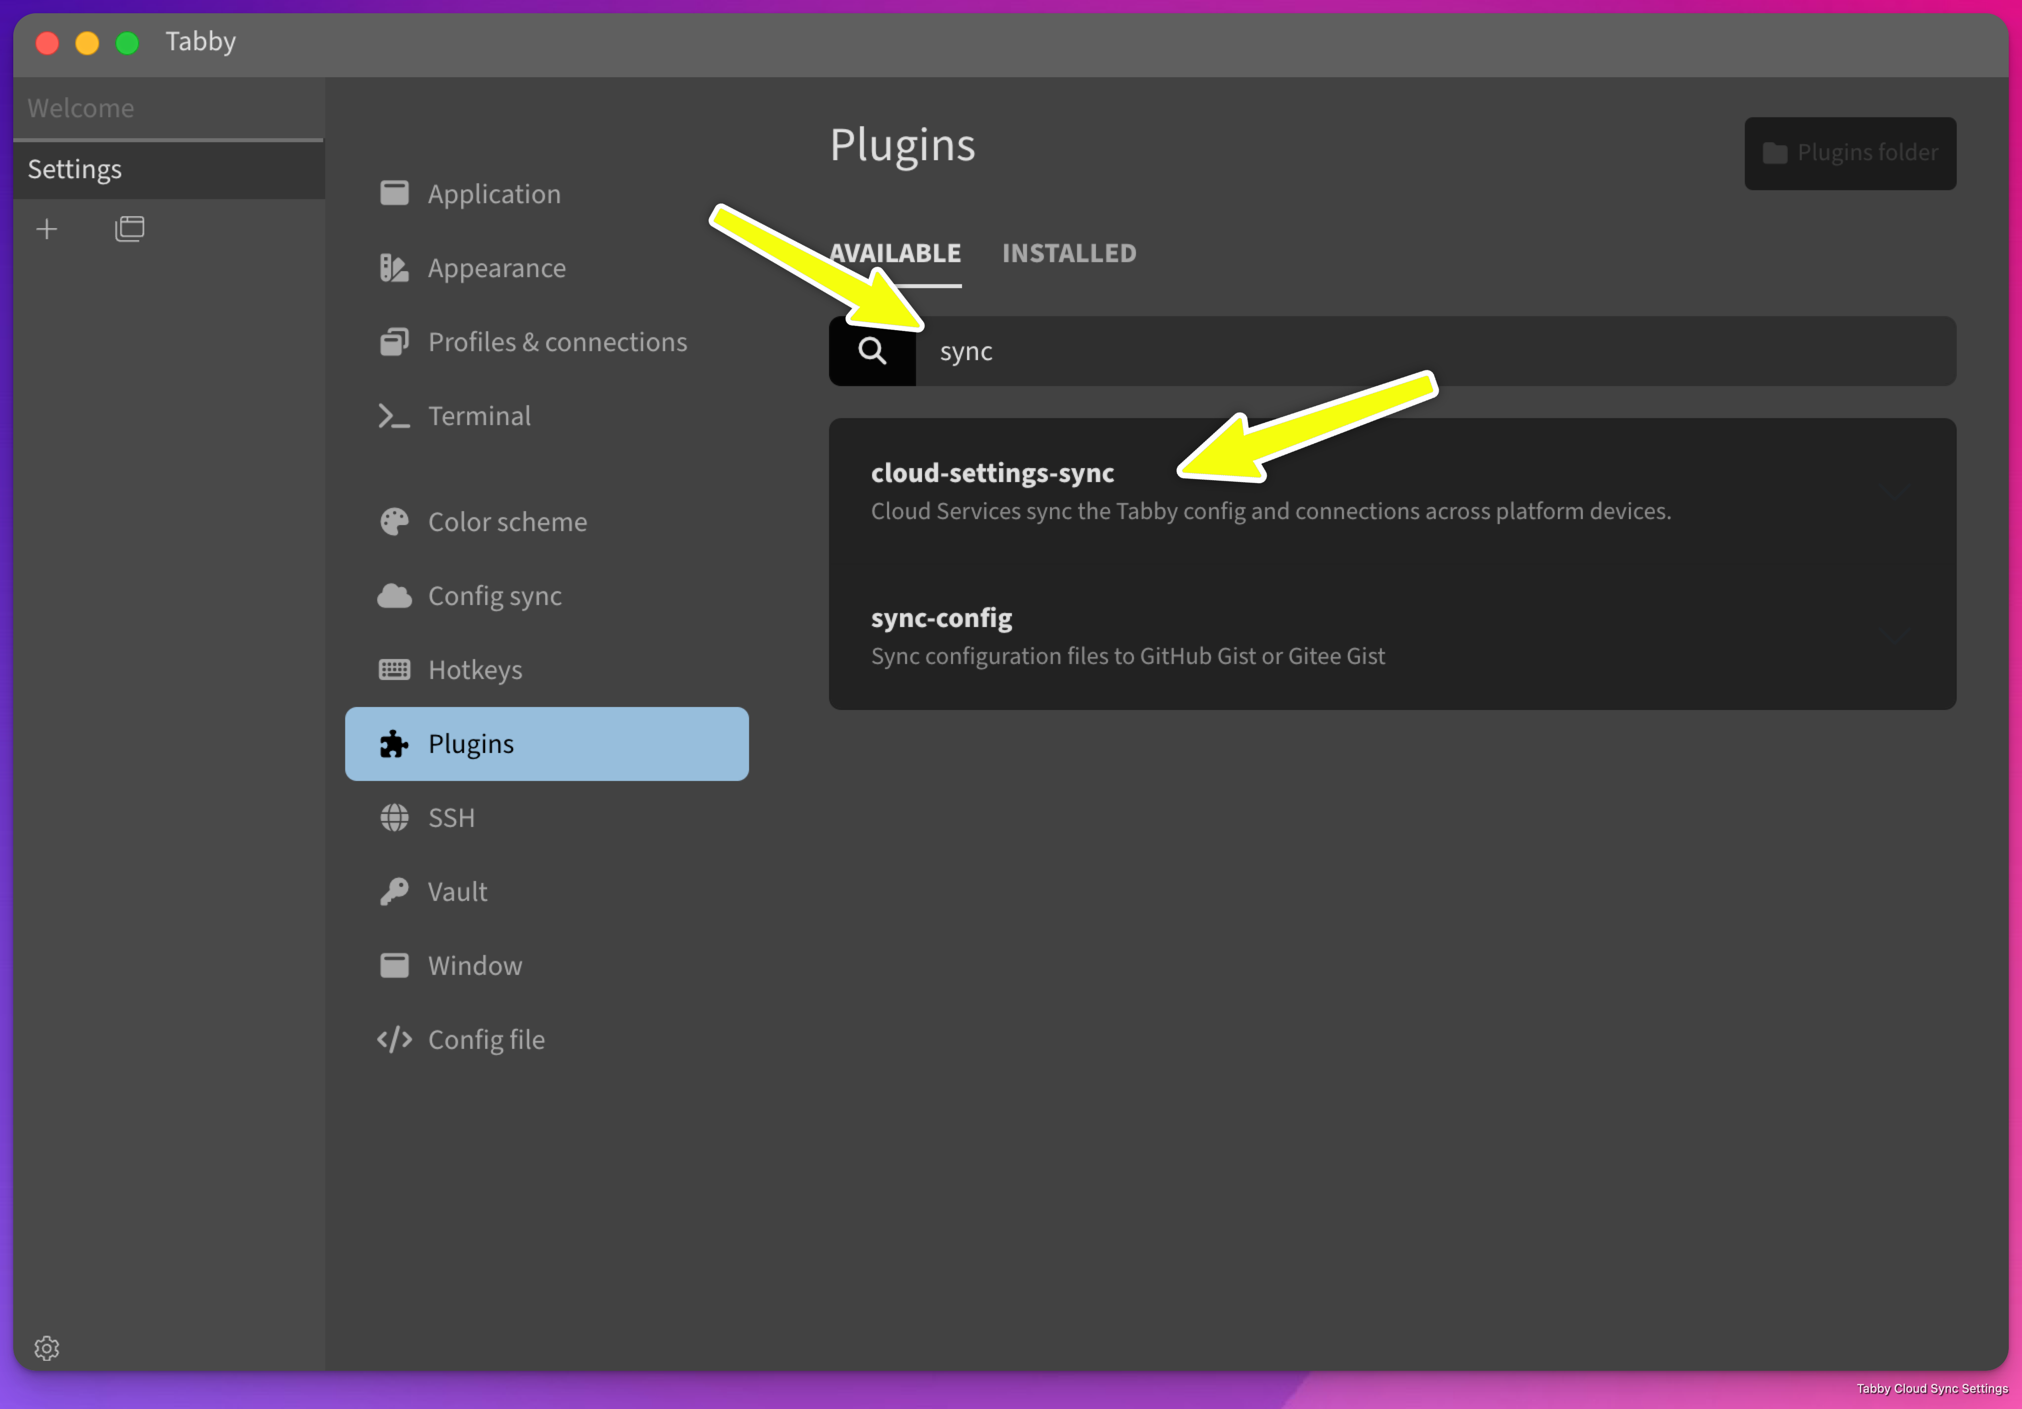 Tabby
Welcome
Settings
Application
Appearance
Profiles & connections
Terminal
Color scheme
Config sync
Hotkeys
Plugins
SSH
Vault
Window
Config file
Plugins
Plugins folder
AVAILABLE
INSTALLED
sync
cloud-settings-sync
Cloud Services sync the Tabby config and connections across platform devices.
sync-config
Sync configuration files to GitHub Gist or Gitee Gist
Tabby Cloud Sync Settings